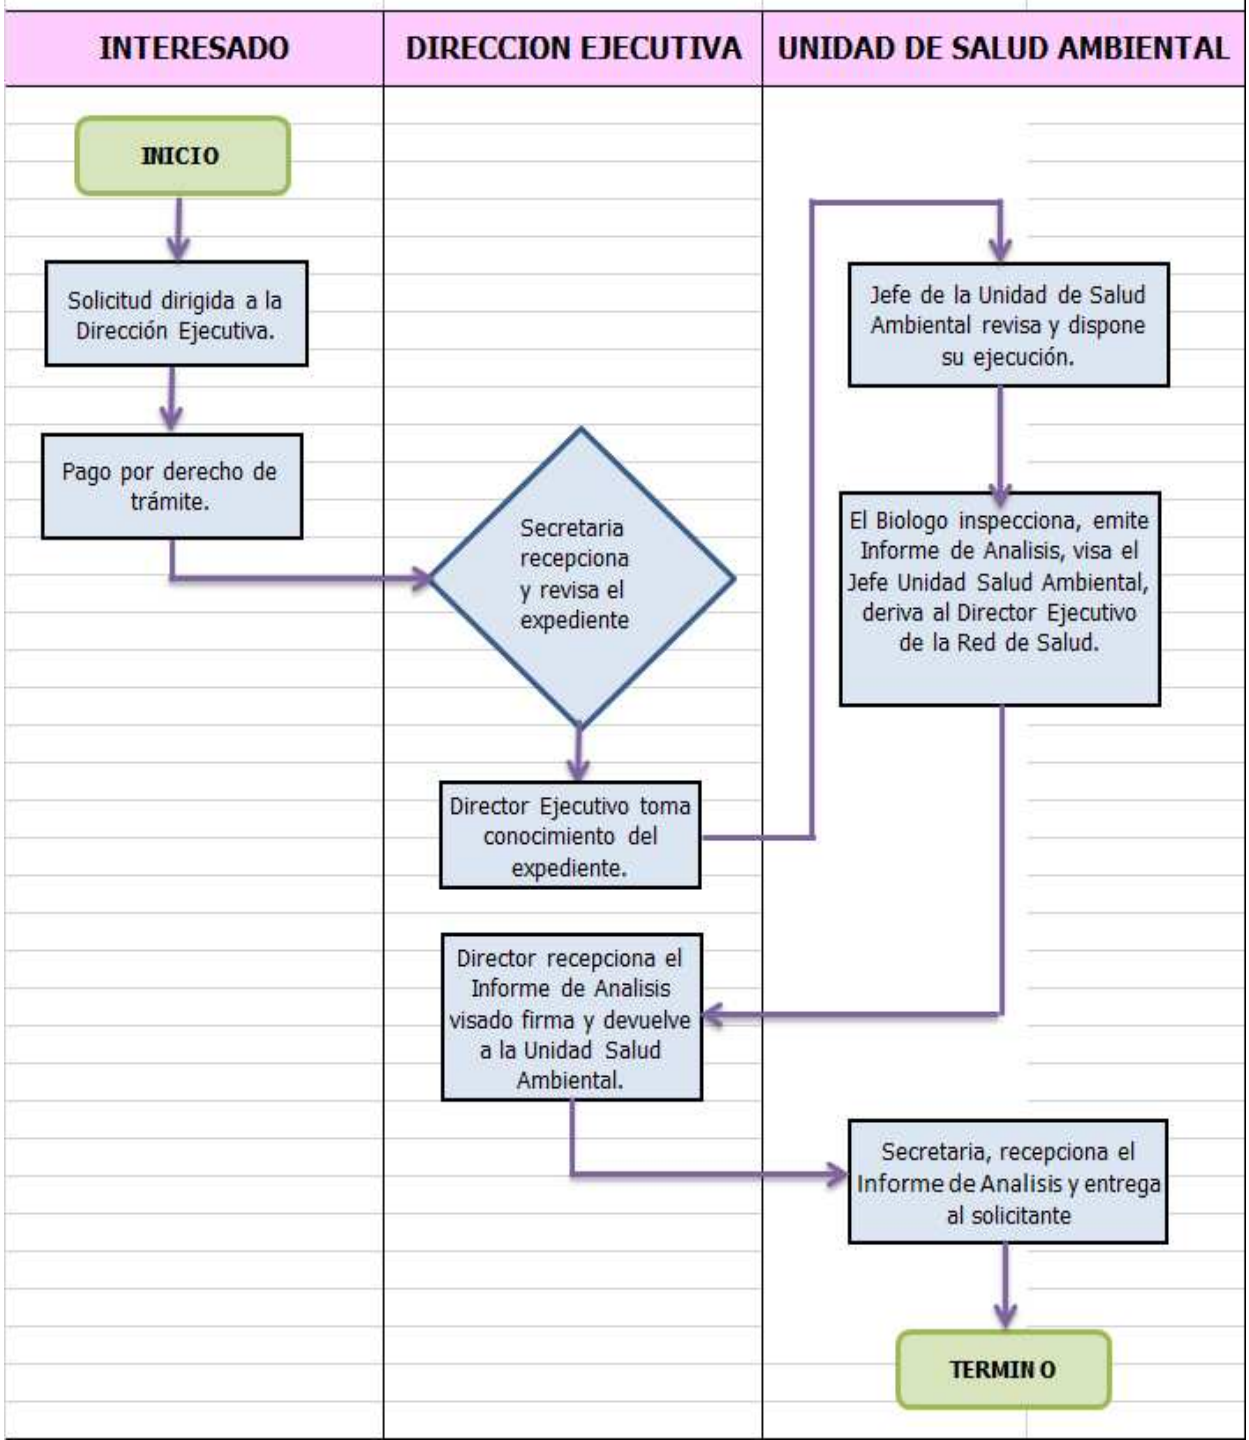 INTERESADO
DIRECCION EJECUTIVA
UNIDAD DE SALUD AMBIENTAL
INICIO
Solicitud dirigida a la
Dirección Ejecutiva.
Pago por derecho de
trámite.
Secretaria
recepciona
y revisa el
expediente
Director Ejecutivo toma
conocimiento del
expediente.
Jefe de la Unidad de Salud
Ambiental revisa y dispone
su ejecución.
El Biologo inspecciona, emite
Informe de Analisis, visa el
Jefe Unidad Salud Ambiental,
deriva al Director Ejecutivo
de la Red de Salud.
Director recepciona el
Informe de Analisis
visado firma y devuelve
a la Unidad Salud
Ambiental.
Secretaria, recepciona el
Informe de Analisis y entrega
al solicitante
TERMINO